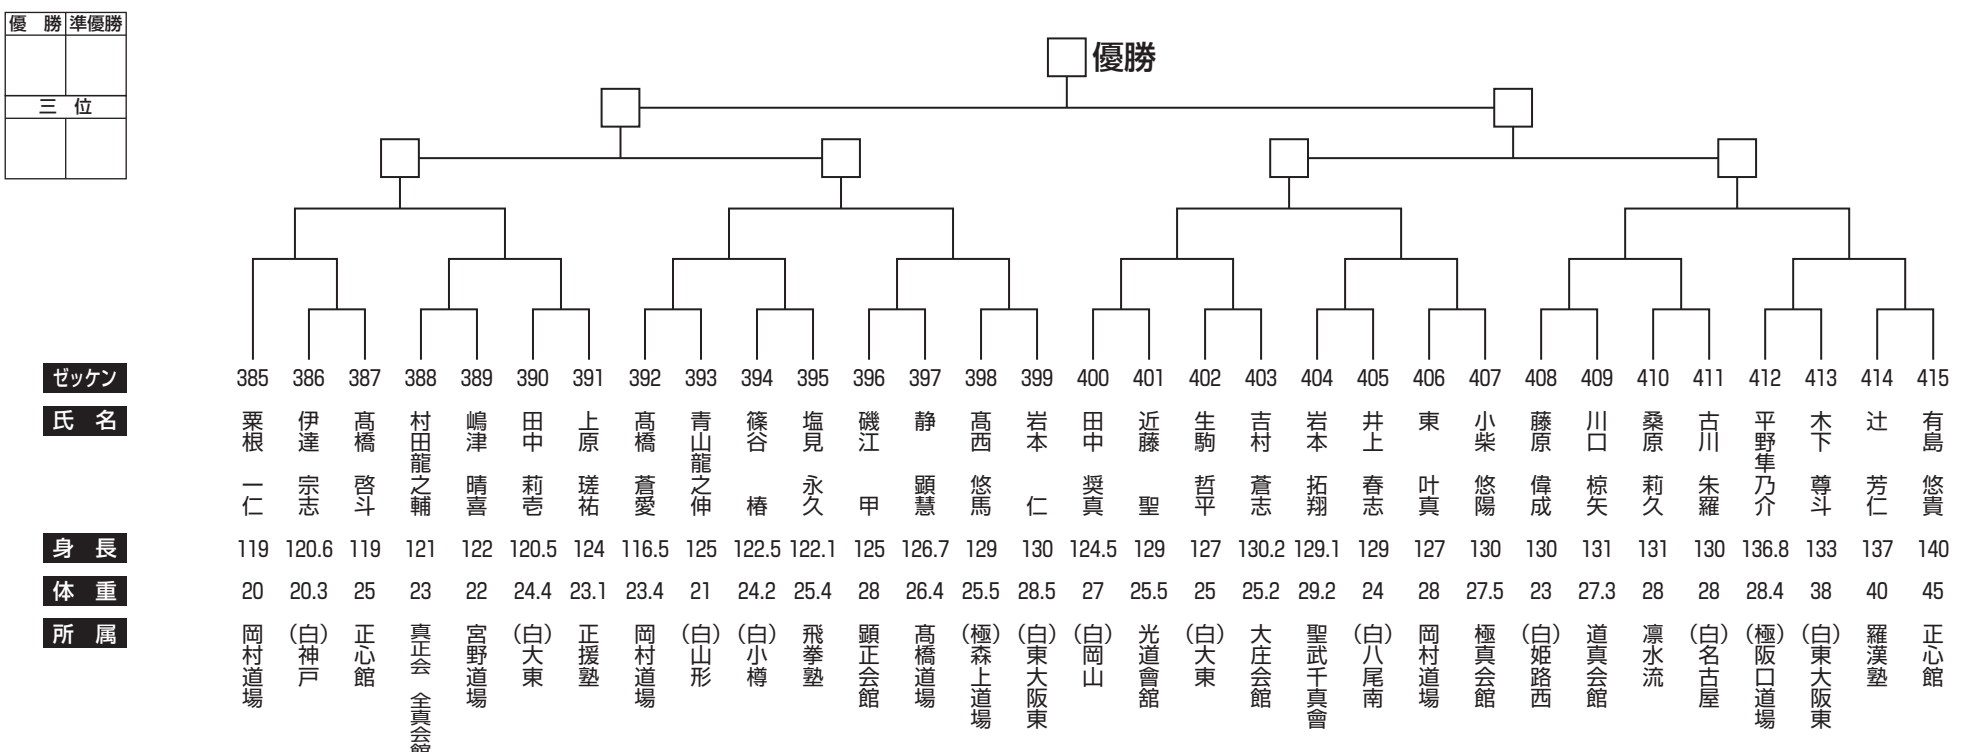 優 勝 準優勝
三 位
優勝
ゼッケン 385 386 387 388 389 390 391 392 393 394 395 396 397 398 399 400 401 402 403 404 405 406 407 408 409 410 411 412 413 414 415
氏 名 粟根 一仁 伊達 宗志 髙橋 啓斗 村田龍之輔 嶋津 晴喜 田中 莉壱 上原 瑳祐 髙橋 蒼愛 青山龍之伸 篠谷 椿 塩見 永久 磯江 甲 静 顕慧 髙西 悠馬 岩本 仁 田中 奨真 近藤 聖 生駒 哲平 吉村 蒼志 岩本 拓翔 井上 春志 東 叶真 小柴 悠陽 藤原 偉成 川口 椋矢 桑原 莉久 古川 朱羅 平野隼乃介 木下 尊斗 辻 芳仁 有島 悠貴
身 長 119 120.6 119 121 122 120.5 124 116.5 125 122.5 122.1 125 126.7 129 130 124.5 129 127 130.2 129.1 129 127 130 130 131 131 130 136.8 133 137 140
体 重 20 20.3 25 23 22 24.4 23.1 23.4 21 24.2 25.4 28 26.4 25.5 28.5 27 25.5 25 25.2 29.2 24 28 27.5 23 27.3 28 28 28.4 38 40 45
所 属 岡村道場 (白)神戸 正心館 真正会 全真会館 宮野道場 (白)大東 正援塾 岡村道場 (白)山形 (白)小樽 飛拳塾 顕正会館 髙橋道場 (極)森上道場 (白)東大阪東 (白)岡山 光道會舘 (白)大東 大庄会館 聖武千真會 (白)八尾南 岡村道場 極真会館 (白)姫路西 道真会館 凛水流 (白)名古屋 (極)阪口道場 (白)東大阪東 羅漢塾 正心館